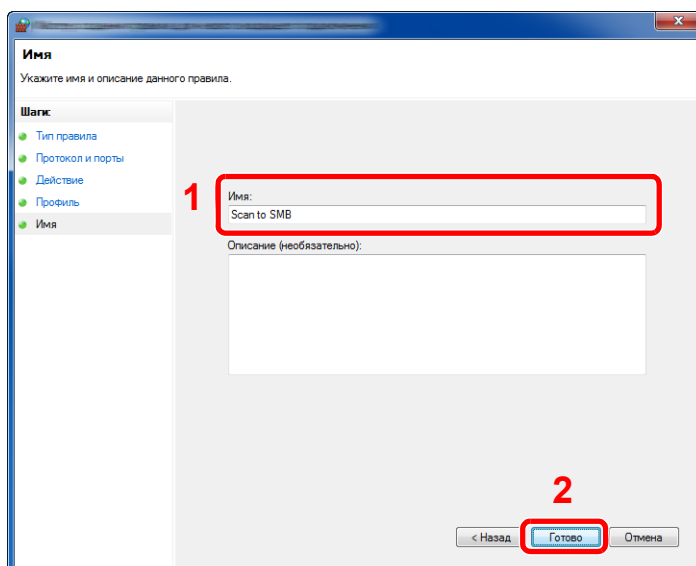 Имя
Укажите имя и описание данного правила.
Шаги:
Тип правила
Протокол и порты
Действие
Профиль
Имя
1
Имя:
Scan to SMB
Описание (необязательно):
2
< Назад
Готово
Отмена